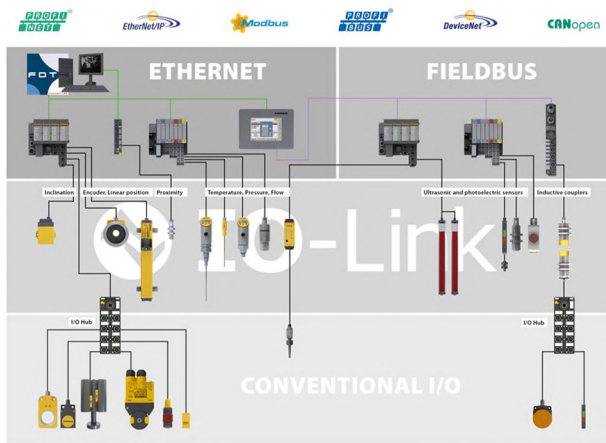 PROFI
NET
EtherNet/IP
Modbus
PROFI
BUS
DeviceNet
CANopen
ETHERNET
FIELDBUS
FDT
Inclination
Encoder, Linear position
Proximity
Temperature, Pressure, Flow
Ultrasonic and photoelectric sensors
Inductive couplers
IO-Link
I/O Hub
I/O Hub
CONVENTIONAL I/O